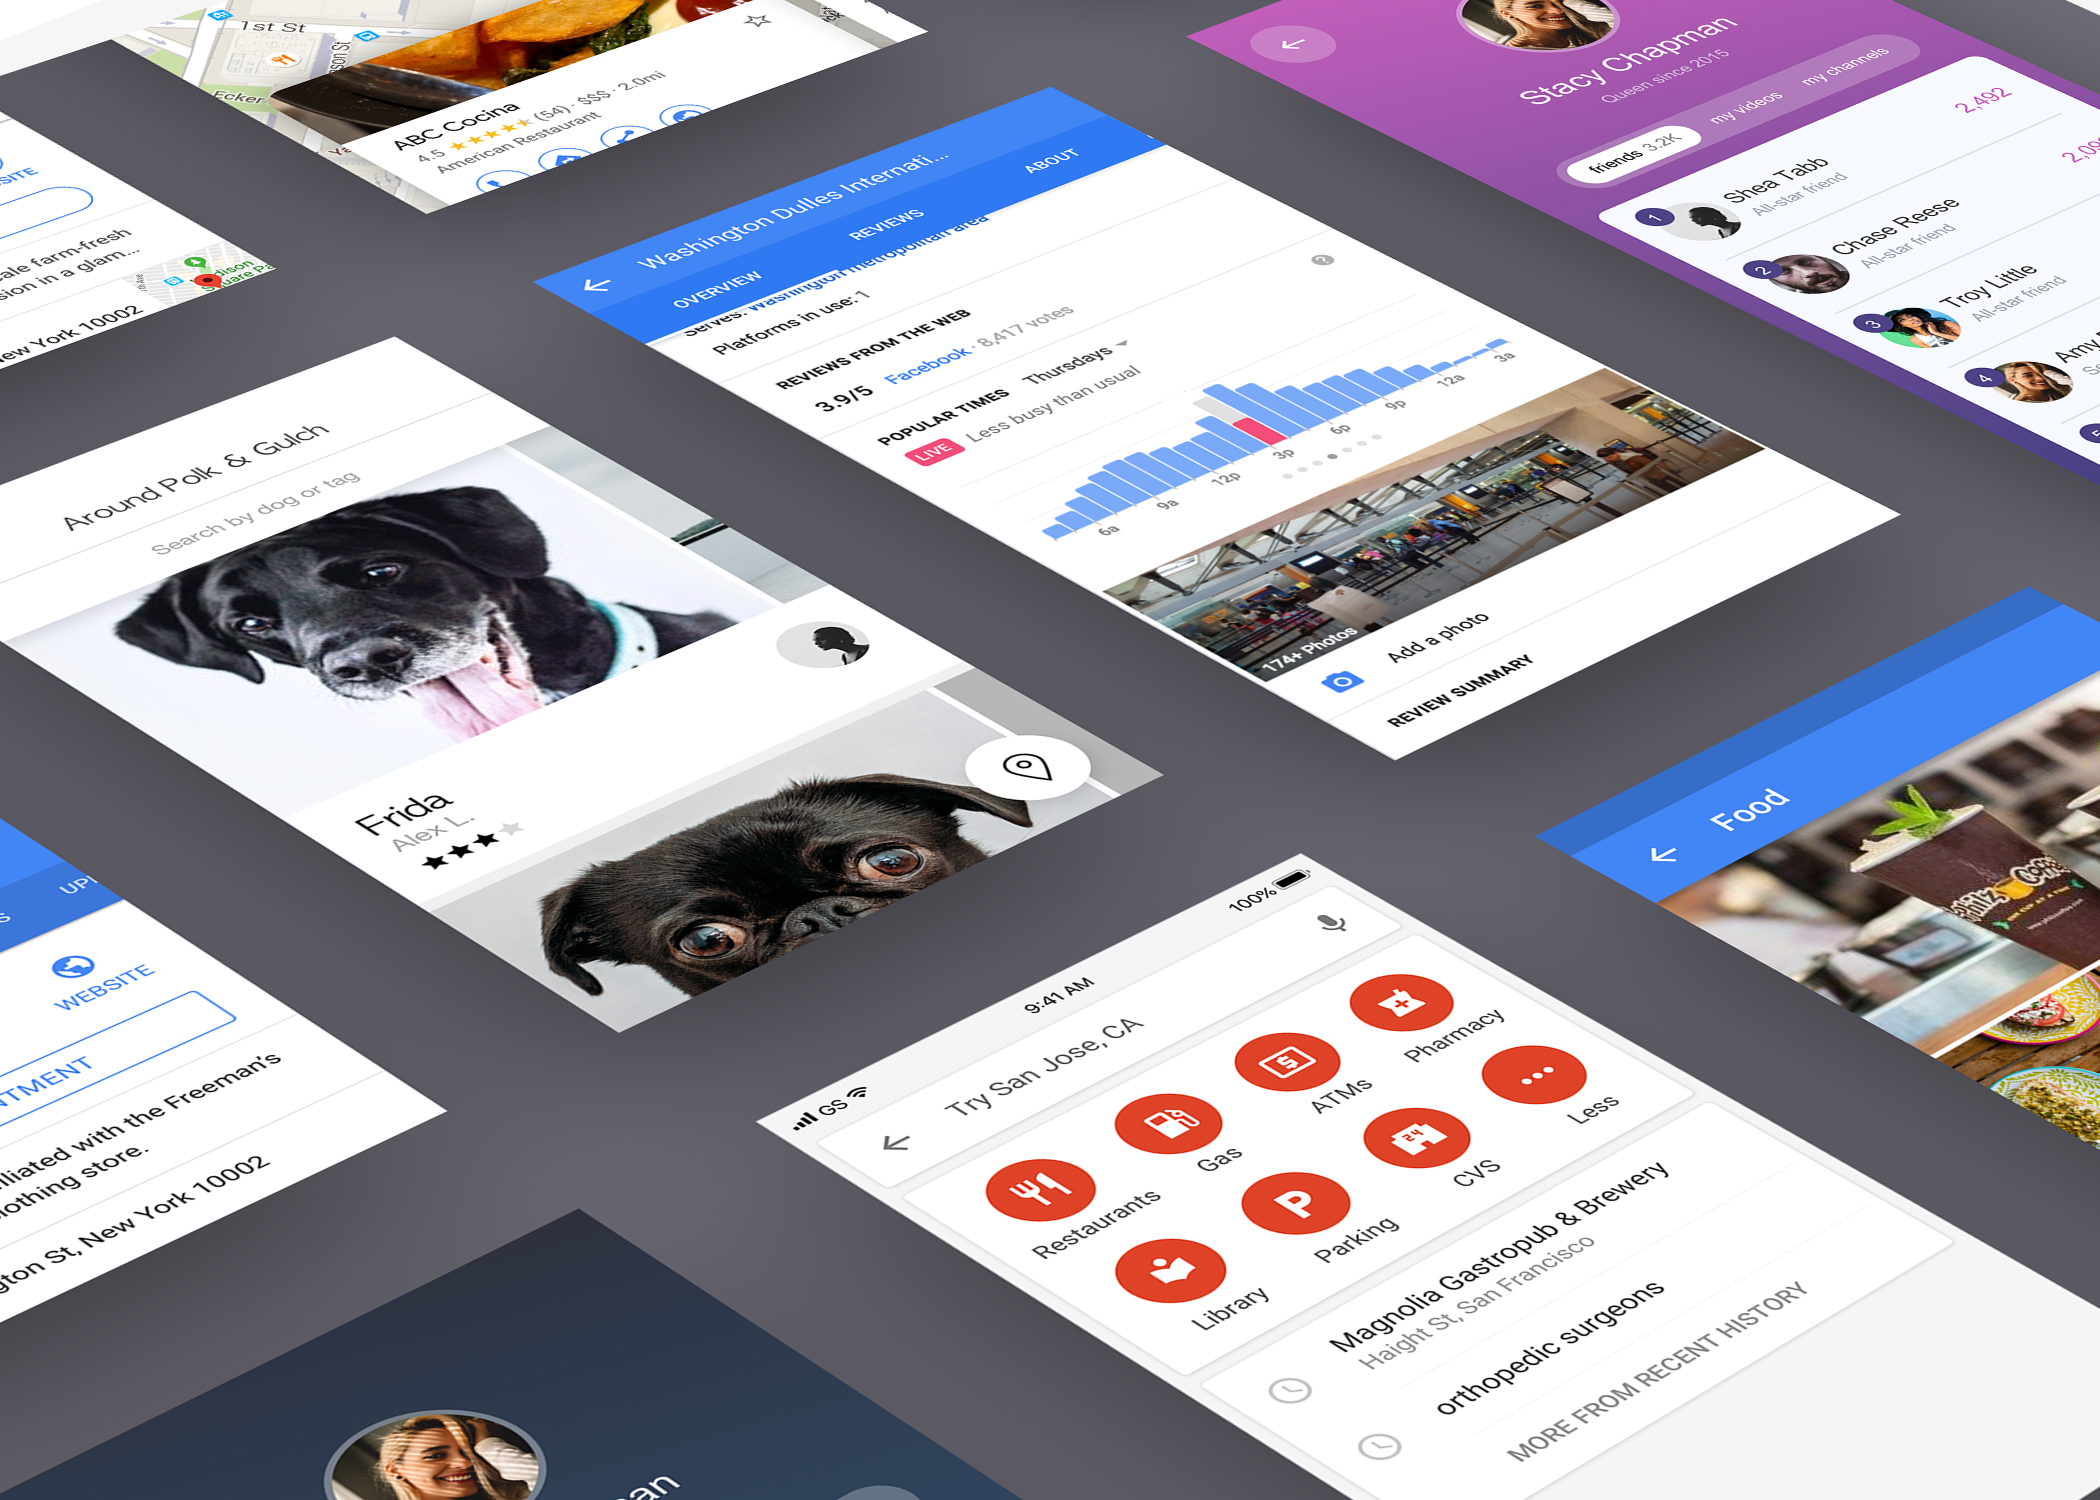 1st St
Ecker
ABC Cocina
4.5 (54) · $$$ · 2.0mi
American Restaurant
SITE
ale farm-fresh
sion in a glam...
ew York 10002
Washington Dulles Internati...
OVERVIEW
REVIEWS
ABOUT
Serves: Washington metropolitan area
Platforms in use: 1
REVIEWS FROM THE WEB
3.9/5 Facebook · 8,417 votes
POPULAR TIMES Thursdays
LIVE Less busy than usual
6a 9a 12p 3p 6p 9p 12a 3a
174+ Photos
Add a photo
REVIEW SUMMARY
Stacy Chapman
Queen since 2015
friends 3.2K
my videos
my channels
1
Shea Tabb
All-star friend
2,492
2
Chase Reese
All-star friend
2,09
3
Troy Little
All-star friend
4
Amy
Around Polk & Gulch
Search by dog or tag
Frida
Alex L.
Food
UPI
S
WEBSITE
NTMENT
iliated with the Freeman's
lothing store.
gton St, New York 10002
GS
9:41 AM
100%
Try San Jose, CA
Restaurants
Gas
ATMs
Pharmacy
Library
Parking
24
CVS
Less
Magnolia Gastropub & Brewery
Haight St, San Francisco
orthopedic surgeons
MORE FROM RECENT HISTORY
an